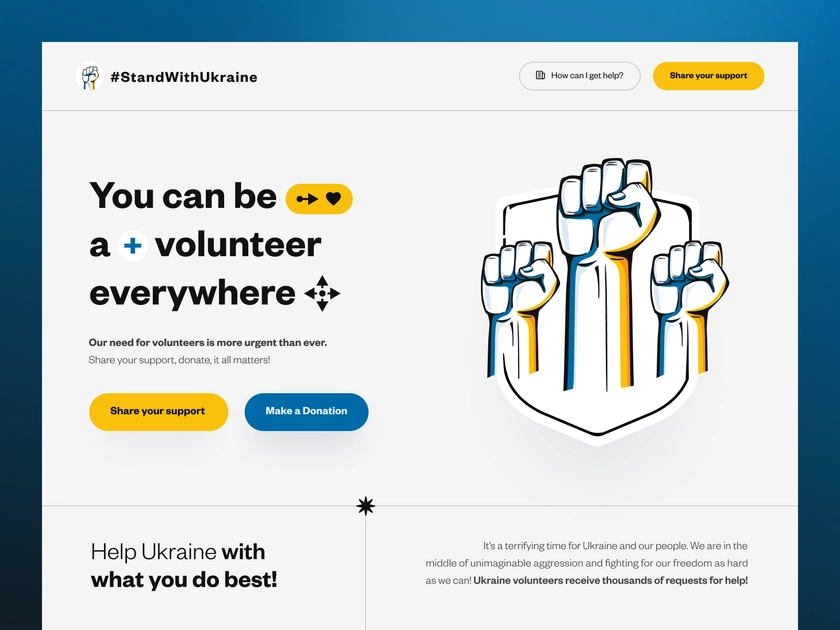 #StandWithUkraine
How can I get help?
Share your support
You can be
a + volunteer
everywhere
Our need for volunteers is more urgent than ever.
Share your support, donate, it all matters!
Share your support
Make a Donation
Help Ukraine with
what you do best!
It's a terrifying time for Ukraine and our people. We are in the
middle of unimaginable aggression and fighting for our freedom as hard
as we can! Ukraine volunteers receive thousands of requests for help!